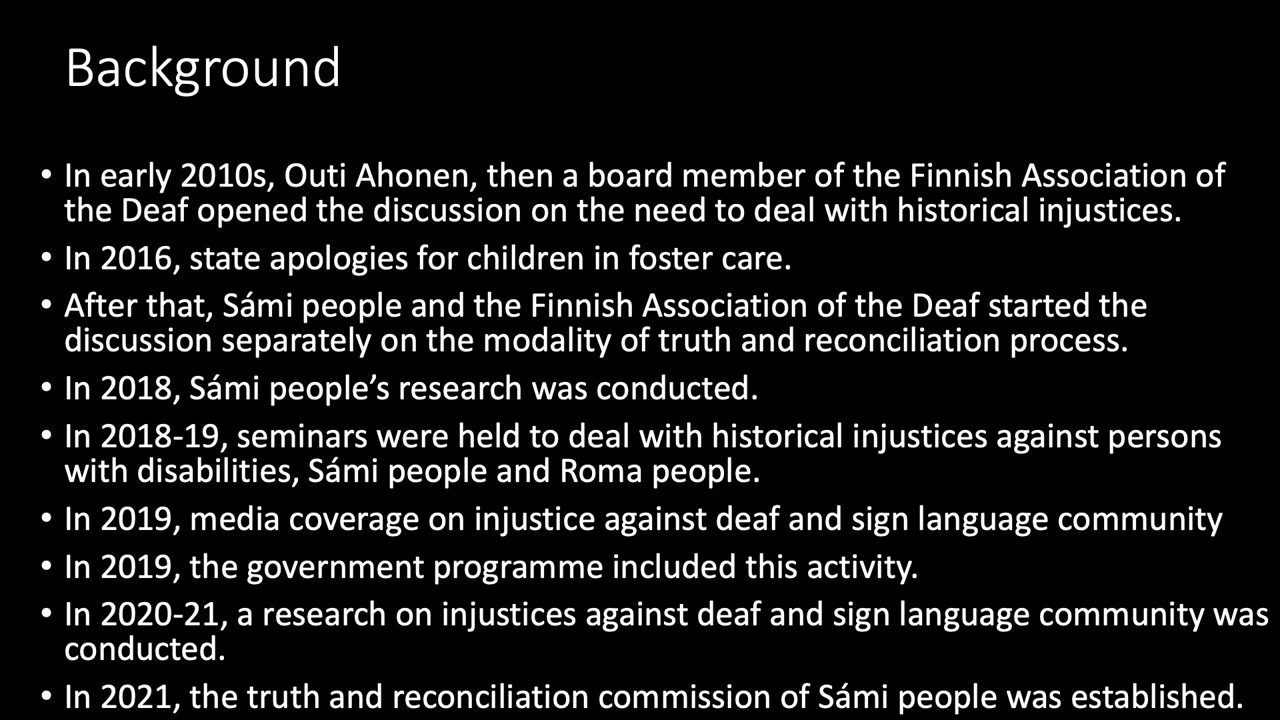 Background
• In early 2010s, Outi Ahonen, then a board member of the Finnish Association of
the Deaf opened the discussion on the need to deal with historical injustices.
• In 2016, state apologies for children in foster care.
• After that, Sámi people and the Finnish Association of the Deaf started the
discussion separately on the modality of truth and reconciliation process.
• In 2018, Sámi people’s research was conducted.
• In 2018-19, seminars were held to deal with historical injustices against persons
with disabilities, Sámi people and Roma people.
• In 2019, media coverage on injustice against deaf and sign language community
• In 2019, the government programme included this activity.
• In 2020-21, a research on injustices against deaf and sign language community was
conducted.
• In 2021, the truth and reconciliation commission of Sámi people was established.